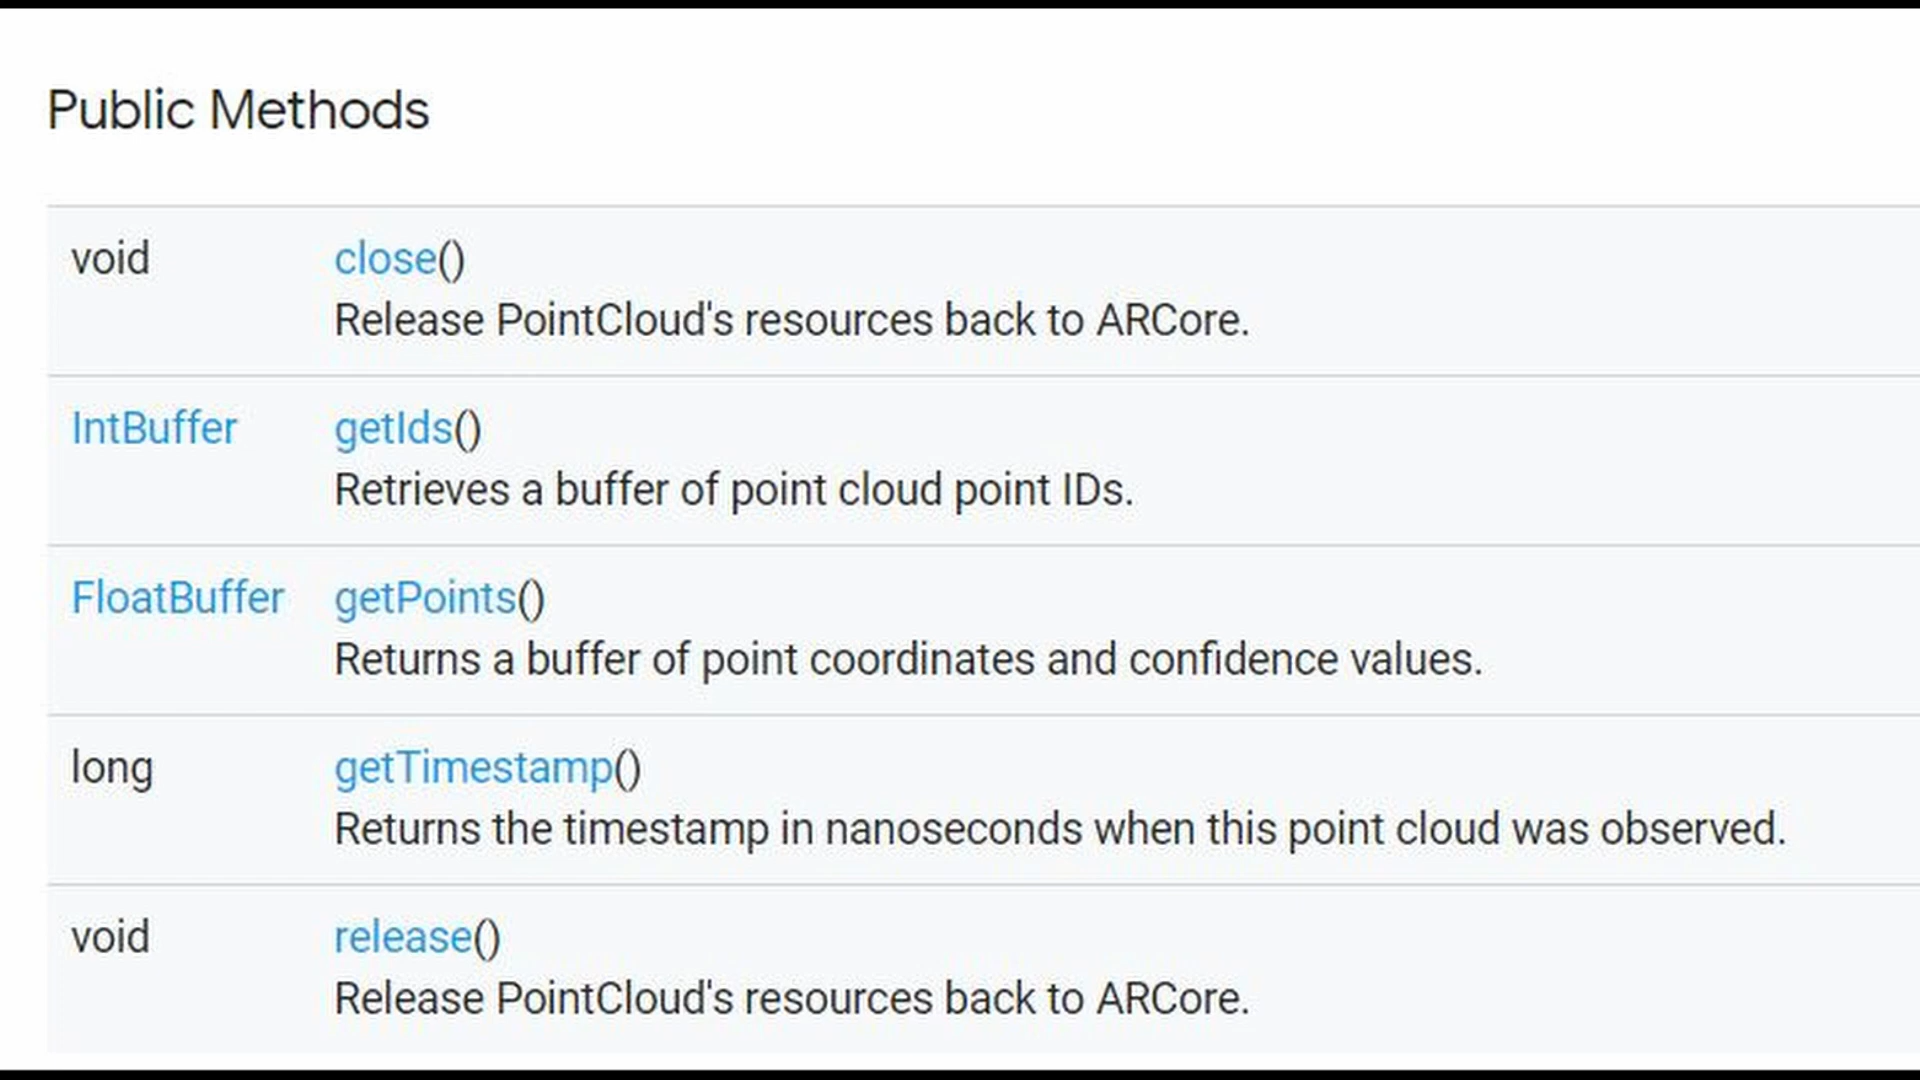 Public Methods
void close()
Release PointCloud's resources back to ARCore.
IntBuffer getIds()
Retrieves a buffer of point cloud point IDs.
FloatBuffer getPoints()
Returns a buffer of point coordinates and confidence values.
long getTimestamp()
Returns the timestamp in nanoseconds when this point cloud was observed.
void release()
Release PointCloud's resources back to ARCore.